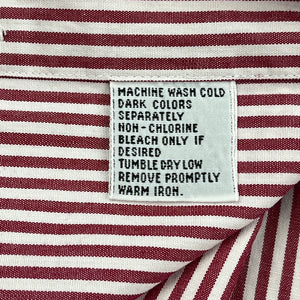 MACHINE WASH COLD
DARK COLORS
SEPARATELY
NON-CHLORINE
BLEACH ONLY IF
DESIRED
TUMBLE DRY LOW
REMOVE PROMPTLY
WARM IRON.